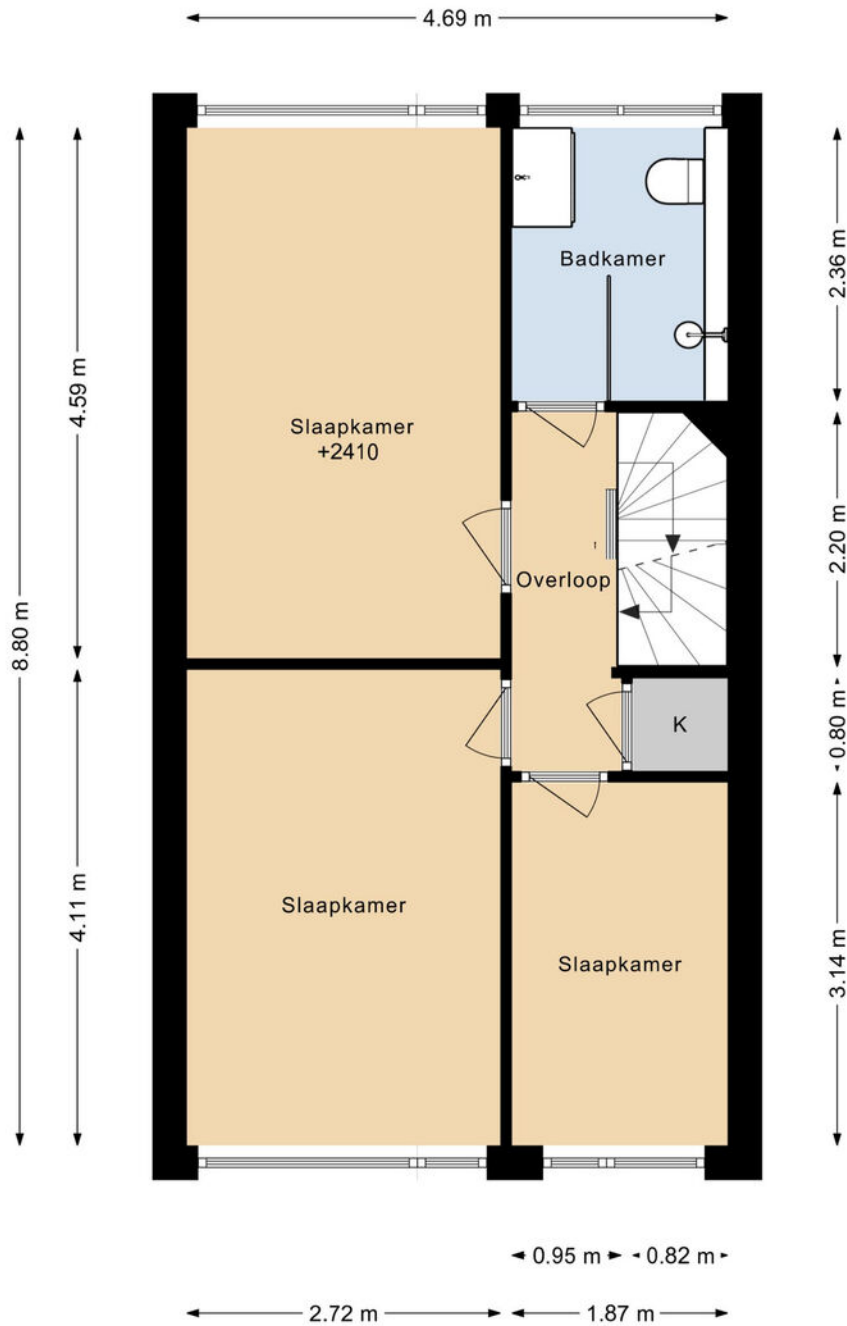 4.69 m
Badkamer
2.36 m
4.59 m
Slaapkamer
+2410
2.20 m
Overloop
8.80 m
0.80 m
K
4.11 m
Slaapkamer
Slaapkamer
3.14 m
0.95 m
0.82 m
2.72 m
1.87 m